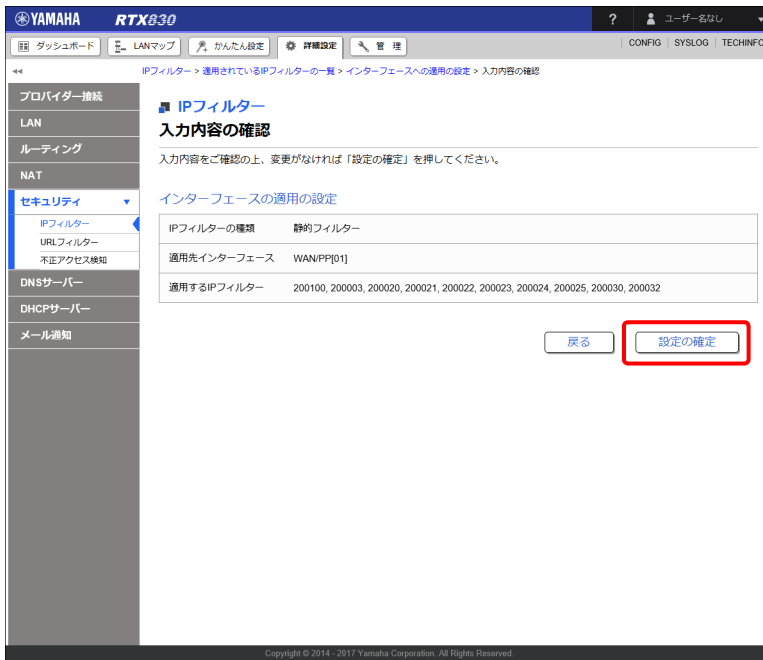 YAMAHA RTX830 ? ユーザー名なし
ダッシュボード LANマップ かんたん設定 詳細設定 管 理 CONFIG SYSLOG TECHINFO
IPフィルター > 適用されているIPフィルターの一覧 > インターフェースへの適用の設定 > 入力内容の確認
プロバイダー接続
LAN
ルーティング
NAT
セキュリティ
IPフィルター
URLフィルター
不正アクセス検知
DNSサーバー
DHCPサーバー
メール通知
IPフィルター
入力内容の確認
入力内容をご確認の上、変更がなければ「設定の確定」を押してください。
インターフェースの適用の設定
IPフィルターの種類 静的フィルター
適用先インターフェース WAN/PP[01]
適用するIPフィルター 200100, 200003, 200020, 200021, 200022, 200023, 200024, 200025, 200030, 200032
戻る 設定の確定
Copyright © 2014 - 2017 Yamaha Corporation. All Rights Reserved.